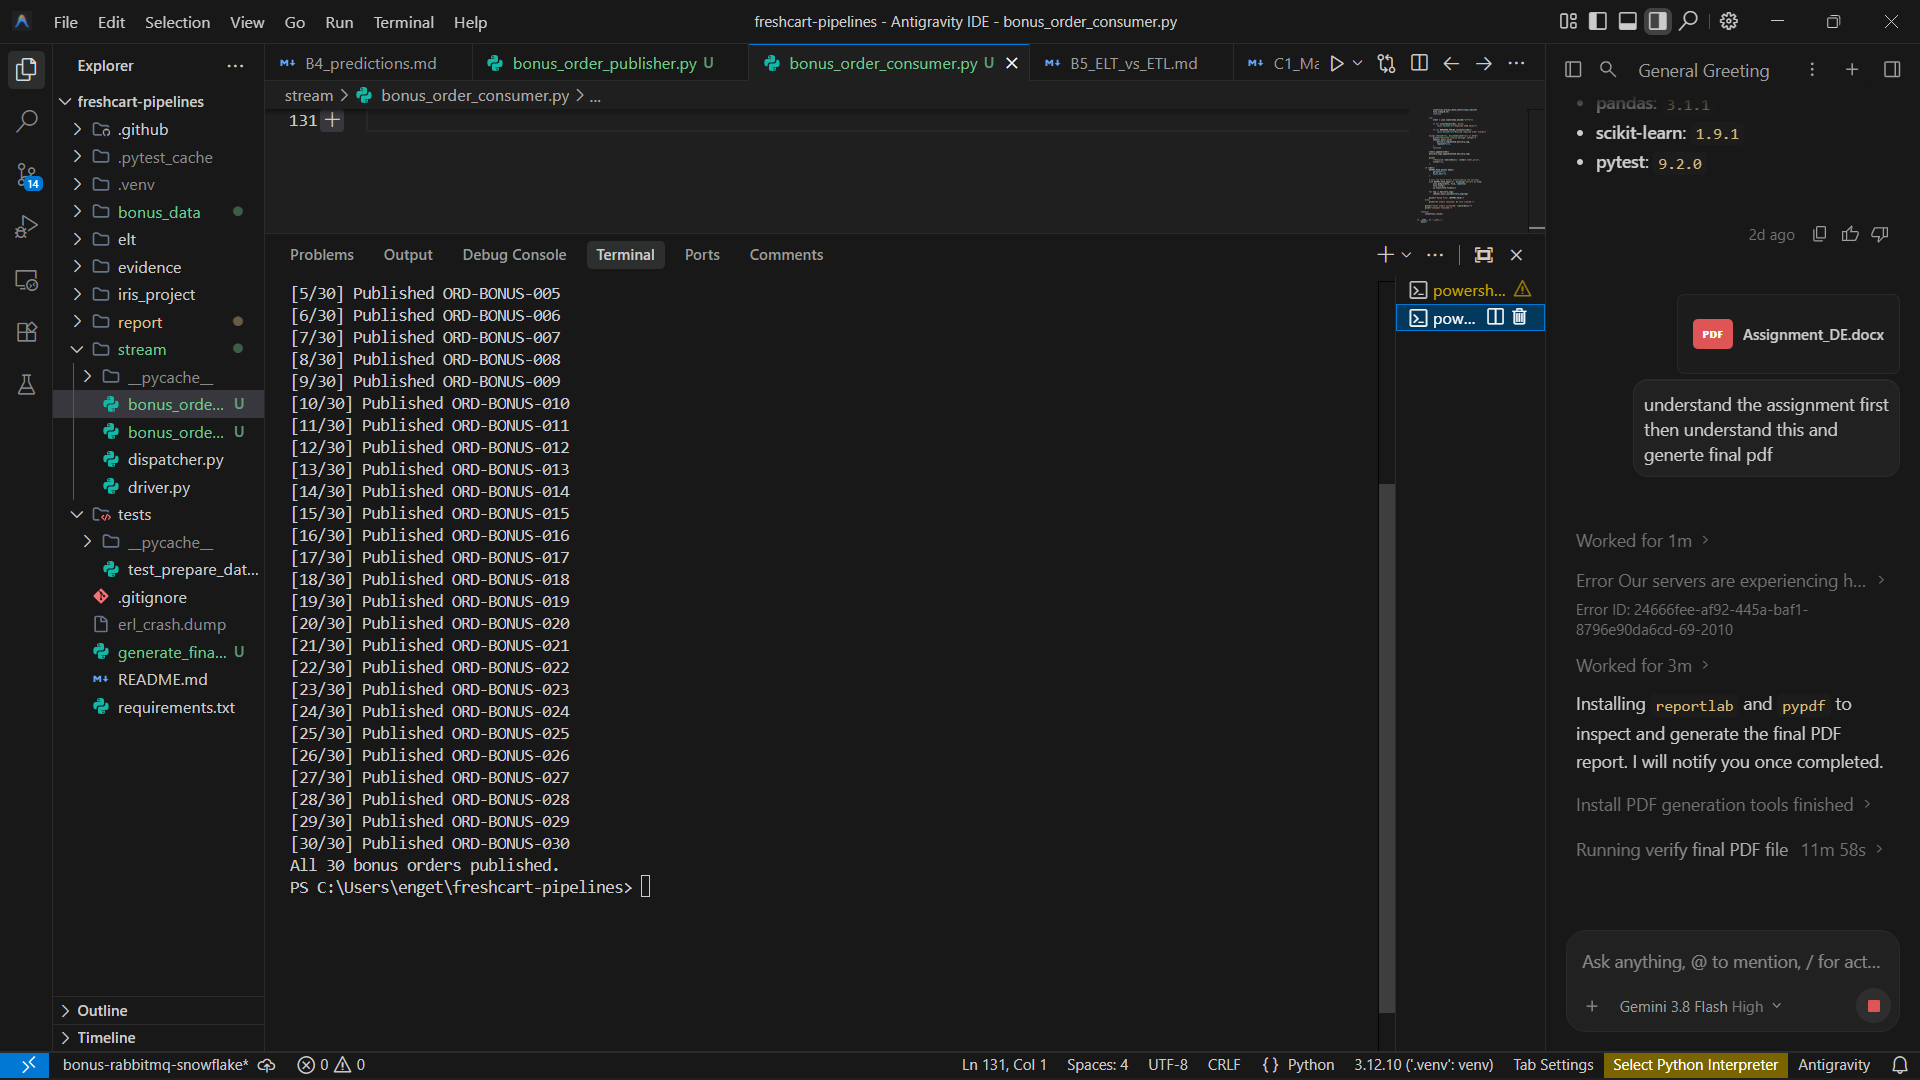 File Edit Selection View Go Run Terminal Help
freshcart-pipelines - Antigravity IDE - bonus_order_consumer.py
Explorer
freshcart-pipelines
.github
.pytest_cache
.venv
bonus_data
elt
evidence
iris_project
report
stream
__pycache__
bonus_orde... U
bonus_orde... U
dispatcher.py
driver.py
tests
__pycache__
test_prepare_dat...
.gitignore
erl_crash.dump
generate_fina... U
README.md
requirements.txt
Outline
Timeline
14
B4_predictions.md
bonus_order_publisher.py U
bonus_order_consumer.py U
B5_ELT_vs_ETL.md
C1_Ma
stream > bonus_order_consumer.py > ...
131
Problems Output Debug Console Terminal Ports Comments
[5/30] Published ORD-BONUS-005
[6/30] Published ORD-BONUS-006
[7/30] Published ORD-BONUS-007
[8/30] Published ORD-BONUS-008
[9/30] Published ORD-BONUS-009
[10/30] Published ORD-BONUS-010
[11/30] Published ORD-BONUS-011
[12/30] Published ORD-BONUS-012
[13/30] Published ORD-BONUS-013
[14/30] Published ORD-BONUS-014
[15/30] Published ORD-BONUS-015
[16/30] Published ORD-BONUS-016
[17/30] Published ORD-BONUS-017
[18/30] Published ORD-BONUS-018
[19/30] Published ORD-BONUS-019
[20/30] Published ORD-BONUS-020
[21/30] Published ORD-BONUS-021
[22/30] Published ORD-BONUS-022
[23/30] Published ORD-BONUS-023
[24/30] Published ORD-BONUS-024
[25/30] Published ORD-BONUS-025
[26/30] Published ORD-BONUS-026
[27/30] Published ORD-BONUS-027
[28/30] Published ORD-BONUS-028
[29/30] Published ORD-BONUS-029
[30/30] Published ORD-BONUS-030
All 30 bonus orders published.
PS C:\Users\enget\freshcart-pipelines>
powersh...
pow...
General Greeting
• pandas: 3.1.1
• scikit-learn: 1.9.1
• pytest: 9.2.0
2d ago
PDF Assignment_DE.docx
understand the assignment first
then understand this and
generte final pdf
Worked for 1m >
Error Our servers are experiencing h... >
Error ID: 24666fee-af92-445a-baf1-
8796e90da6cd-69-2010
Worked for 3m >
Installing reportlab and pypdf to
inspect and generate the final PDF
report. I will notify you once completed.
Install PDF generation tools finished >
Running verify final PDF file 11m 58s >
Ask anything, @ to mention, / for act...
Gemini 3.8 Flash High
bonus-rabbitmq-snowflake* 0 0
Ln 131, Col 1 Spaces: 4 UTF-8 CRLF {} Python 3.12.10 ('.venv': venv) Tab Settings Select Python Interpreter Antigravity